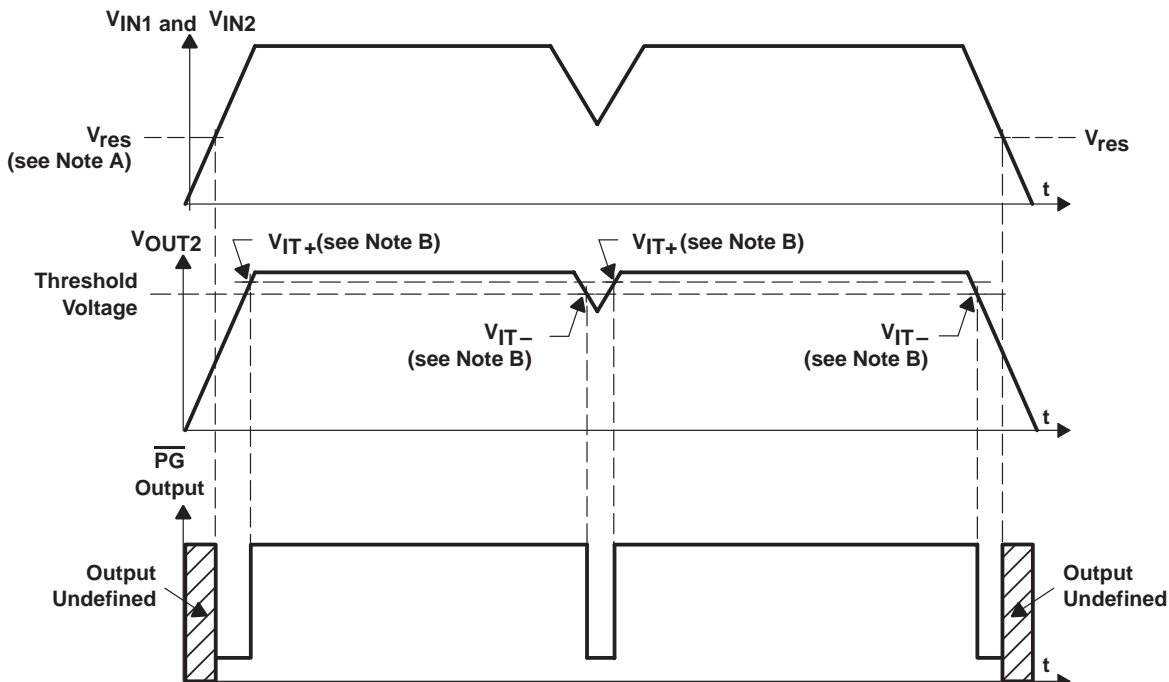 VIN1 and VIN2
Vres
(see Note A)
Vres
t
VOUT2
VIT+(see Note B)
VIT+(see Note B)
Threshold
Voltage
VIT−
(see Note B)
VIT−
(see Note B)
t
PG
Output
Output
Undefined
Output
Undefined
t